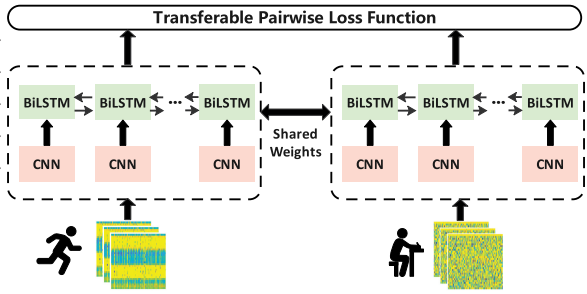 Transferable Pairwise Loss Function
BiLSTM BiLSTM ... BiLSTM BiLSTM BiLSTM ... BiLSTM
Shared
Weights
CNN CNN CNN CNN CNN CNN